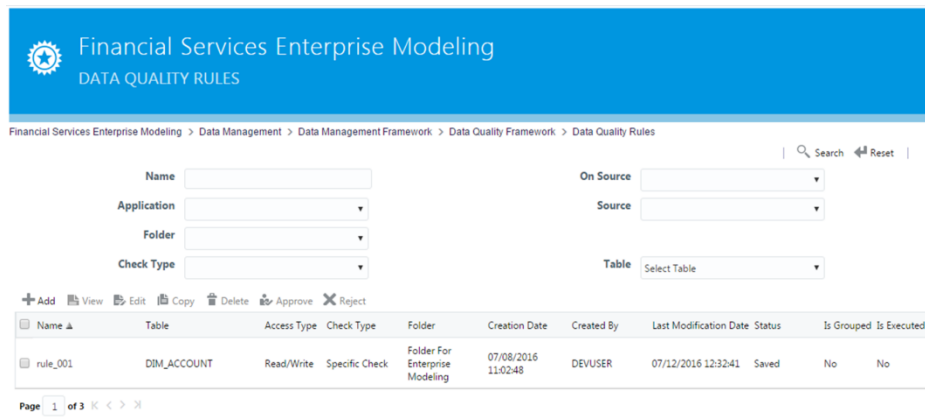 Financial Services Enterprise Modeling
DATA QUALITY RULES
Financial Services Enterprise Modeling > Data Management > Data Management Framework > Data Quality Framework > Data Quality Rules
| Search Reset |
Name On Source
Application Source
Folder
Check Type Table Select Table
Add View Edit Copy Delete Approve Reject
Name Table Access Type Check Type Folder Creation Date Created By Last Modification Date Status Is Grouped Is Executed
rule_001 DIM_ACCOUNT Read/Write Specific Check Folder For Enterprise Modeling 07/08/2016 11:02:48 DEVUSER 07/12/2016 12:32:41 Saved No No
Page 1 of 3